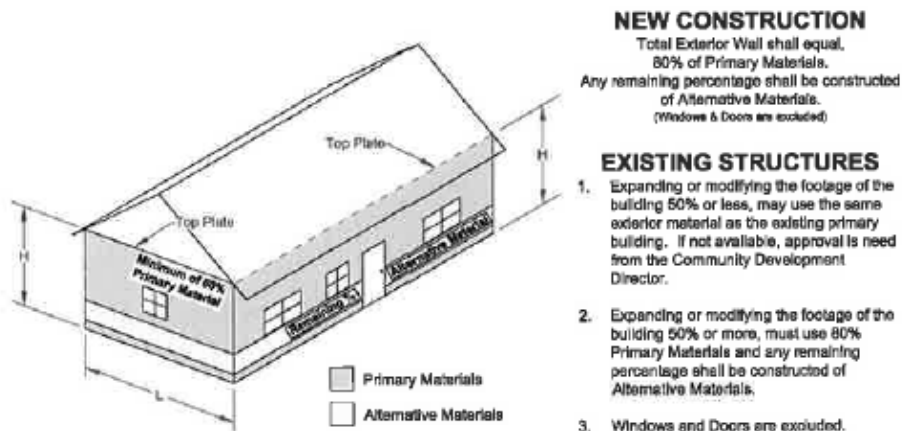 NEW CONSTRUCTION
Total Exterior Wall shall equal,
80% of Primary Materials.
Any remaining percentage shall be constructed
of Alternative Materials.
(Windows & Doors are excluded)
EXISTING STRUCTURES
1. Expanding or modifying the footage of the
building 50% or less, may use the same
exterior material as the existing primary
building. If not available, approval is need
from the Community Development
Director.
2. Expanding or modifying the footage of the
building 50% or more, must use 80%
Primary Materials and any remaining
percentage shall be constructed of
Alternative Materials.
3. Windows and Doors are excluded.
Top Plate
H
Top Plate
H
Minimum of 80%
Primary Material
Remaining %
Alternative Material
L
Primary Materials
Alternative Materials